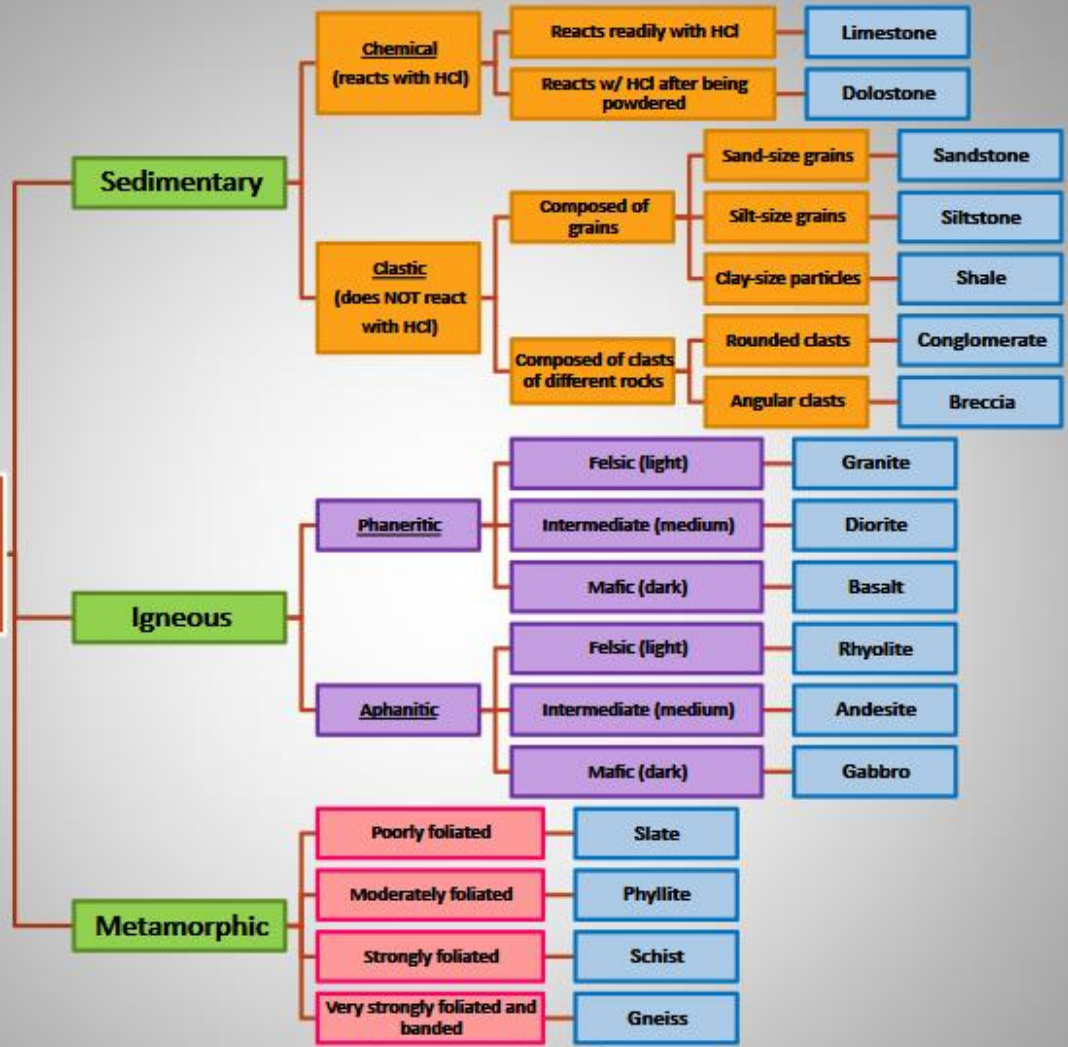 Chemical
(reacts with HCl)
Reacts readily with HCl
Limestone
Reacts w/ HCl after being
powdered
Dolostone
Sedimentary
Clastic
(does NOT react
with HCl)
Composed of
grains
Sand-size grains
Sandstone
Silt-size grains
Siltstone
Clay-size particles
Shale
Composed of clasts
of different rocks
Rounded clasts
Conglomerate
Angular clasts
Breccia
Igneous
Phaneritic
Felsic (light)
Granite
Intermediate (medium)
Diorite
Mafic (dark)
Basalt
Aphanitic
Felsic (light)
Rhyolite
Intermediate (medium)
Andesite
Mafic (dark)
Gabbro
Metamorphic
Poorly foliated
Slate
Moderately foliated
Phyllite
Strongly foliated
Schist
Very strongly foliated and
banded
Gneiss